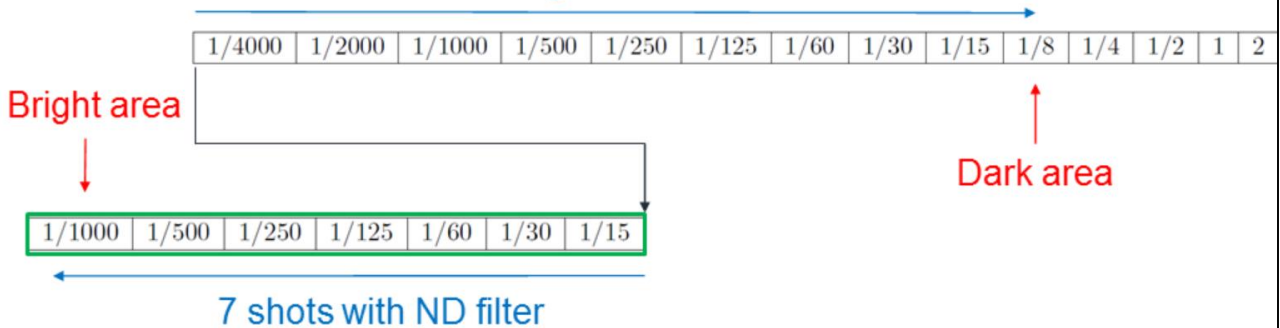 1/4000 1/2000 1/1000 1/500 1/250 1/125 1/60 1/30 1/15 1/8 1/4 1/2 1 2
Bright area
Dark area
1/1000 1/500 1/250 1/125 1/60 1/30 1/15
7 shots with ND filter